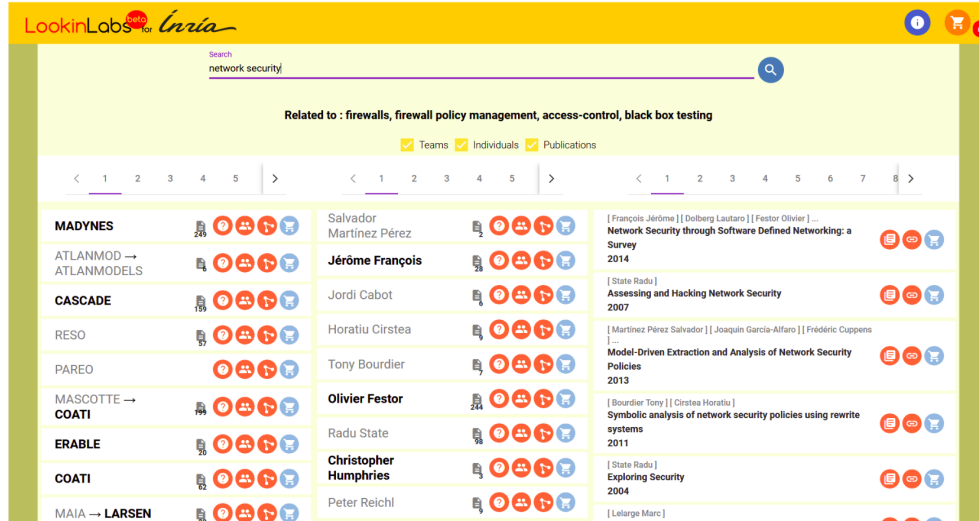 LookinLabs beta for Inría
Search
network security
Related to : firewalls, firewall policy management, access-control, black box testing
Teams Individuals Publications
< 1 2 3 4 5 >
< 1 2 3 4 5 >
< 1 2 3 4 5 6 7 8 >
MADYNES 249
ATLANMOD →
ATLANMODELS 6
CASCADE 159
RESO 57
PAREO
MASCOTTE →
COATI 199
ERABLE 20
COATI 62
MAIA → LARSEN
Salvador
Martínez Pérez 2
Jérôme François 28
Jordi Cabot 6
Horatiu Cirstea 9
Tony Bourdier 7
Olivier Festor 244
Radu State 98
Christopher
Humphries 3
Peter Reichl 9
[ François Jérôme ] [ Dolberg Lautaro ] [ Festor Olivier ] ...
Network Security through Software Defined Networking: a
Survey
2014
[ State Radu ]
Assessing and Hacking Network Security
2007
[ Martínez Pérez Salvador ] [ Joaquin Garcia-Alfaro ] [ Frédéric Cuppens
] ...
Model-Driven Extraction and Analysis of Network Security
Policies
2013
[ Bourdier Tony ] [ Cirstea Horatiu ]
Symbolic analysis of network security policies using rewrite
systems
2011
[ State Radu ]
Exploring Security
2004
[ Lelarge Marc ]